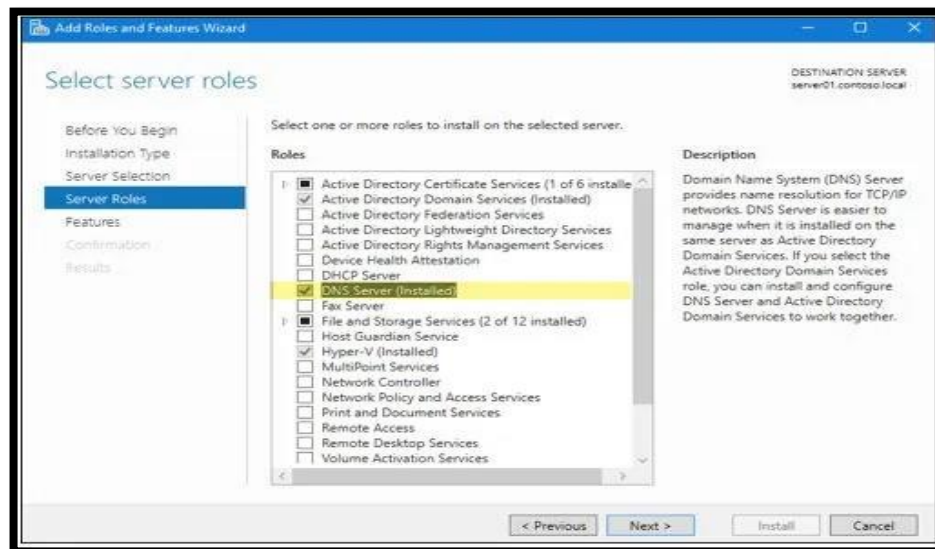 Add Roles and Features Wizard
Select server roles
DESTINATION SERVER
server01.contoso.local
Before You Begin
Installation Type
Server Selection
Server Roles
Features
Confirmation
Results
Select one or more roles to install on the selected server.
Roles
Active Directory Certificate Services (1 of 6 installe
Active Directory Domain Services (Installed)
Active Directory Federation Services
Active Directory Lightweight Directory Services
Active Directory Rights Management Services
Device Health Attestation
DHCP Server
DNS Server (Installed)
Fax Server
File and Storage Services (2 of 12 installed)
Host Guardian Service
Hyper-V (Installed)
MultiPoint Services
Network Controller
Network Policy and Access Services
Print and Document Services
Remote Access
Remote Desktop Services
Volume Activation Services
Description
Domain Name System (DNS) Server
provides name resolution for TCP/IP
networks. DNS Server is easier to
manage when it is installed on the
same server as Active Directory
Domain Services. If you select the
Active Directory Domain Services
role, you can install and configure
DNS Server and Active Directory
Domain Services to work together.
< Previous
Next >
Install
Cancel